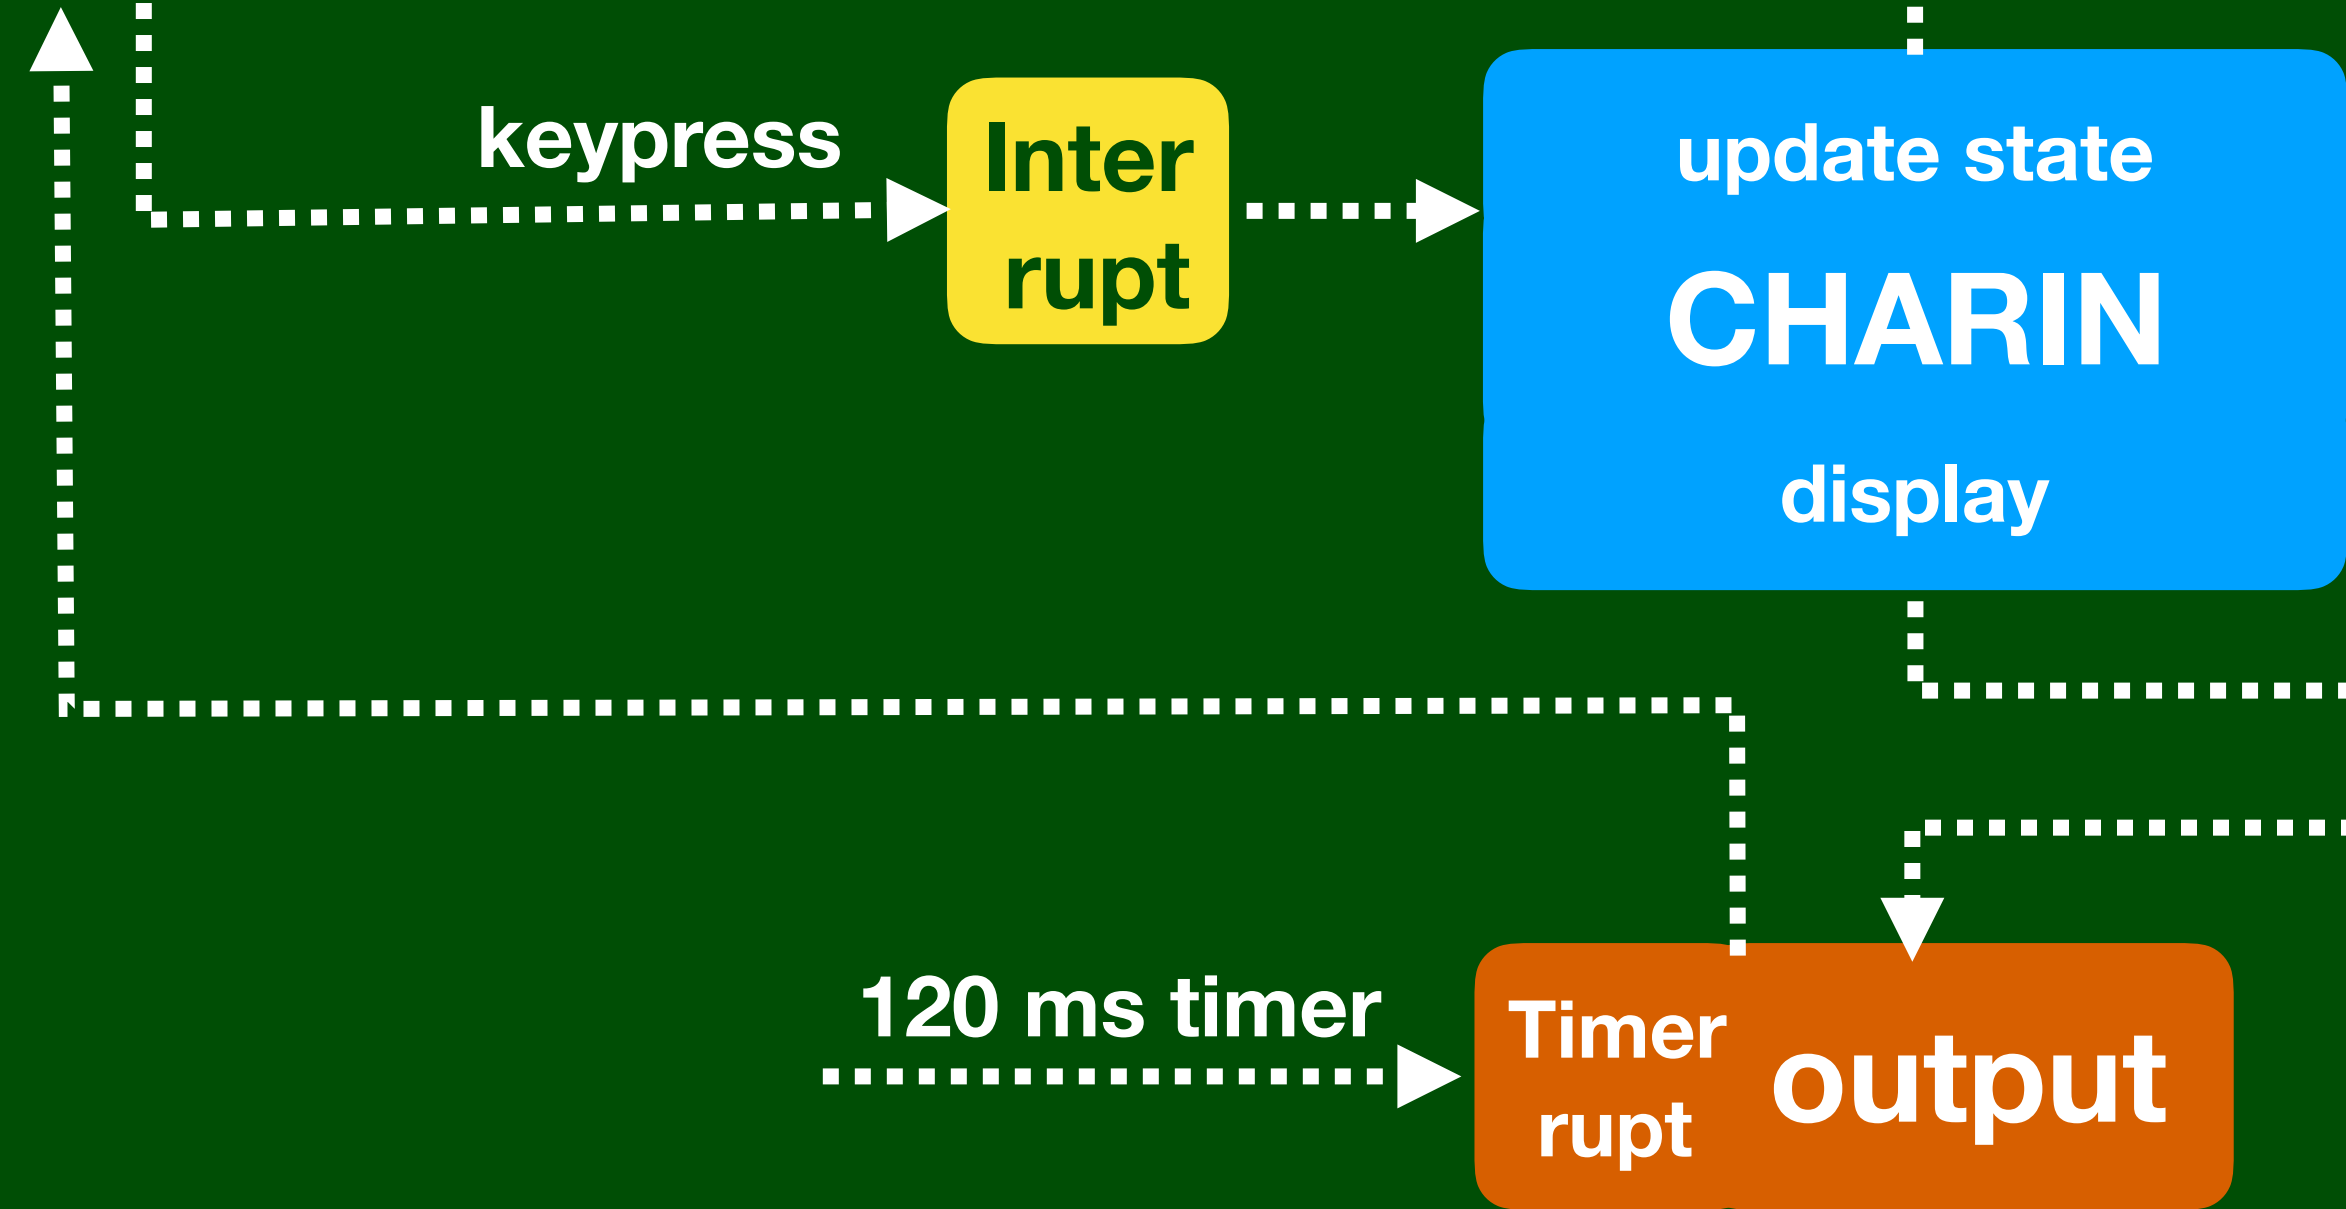 keypress
Inter
rupt
update state
CHARIN
display
120 ms timer
Timer
rupt
output